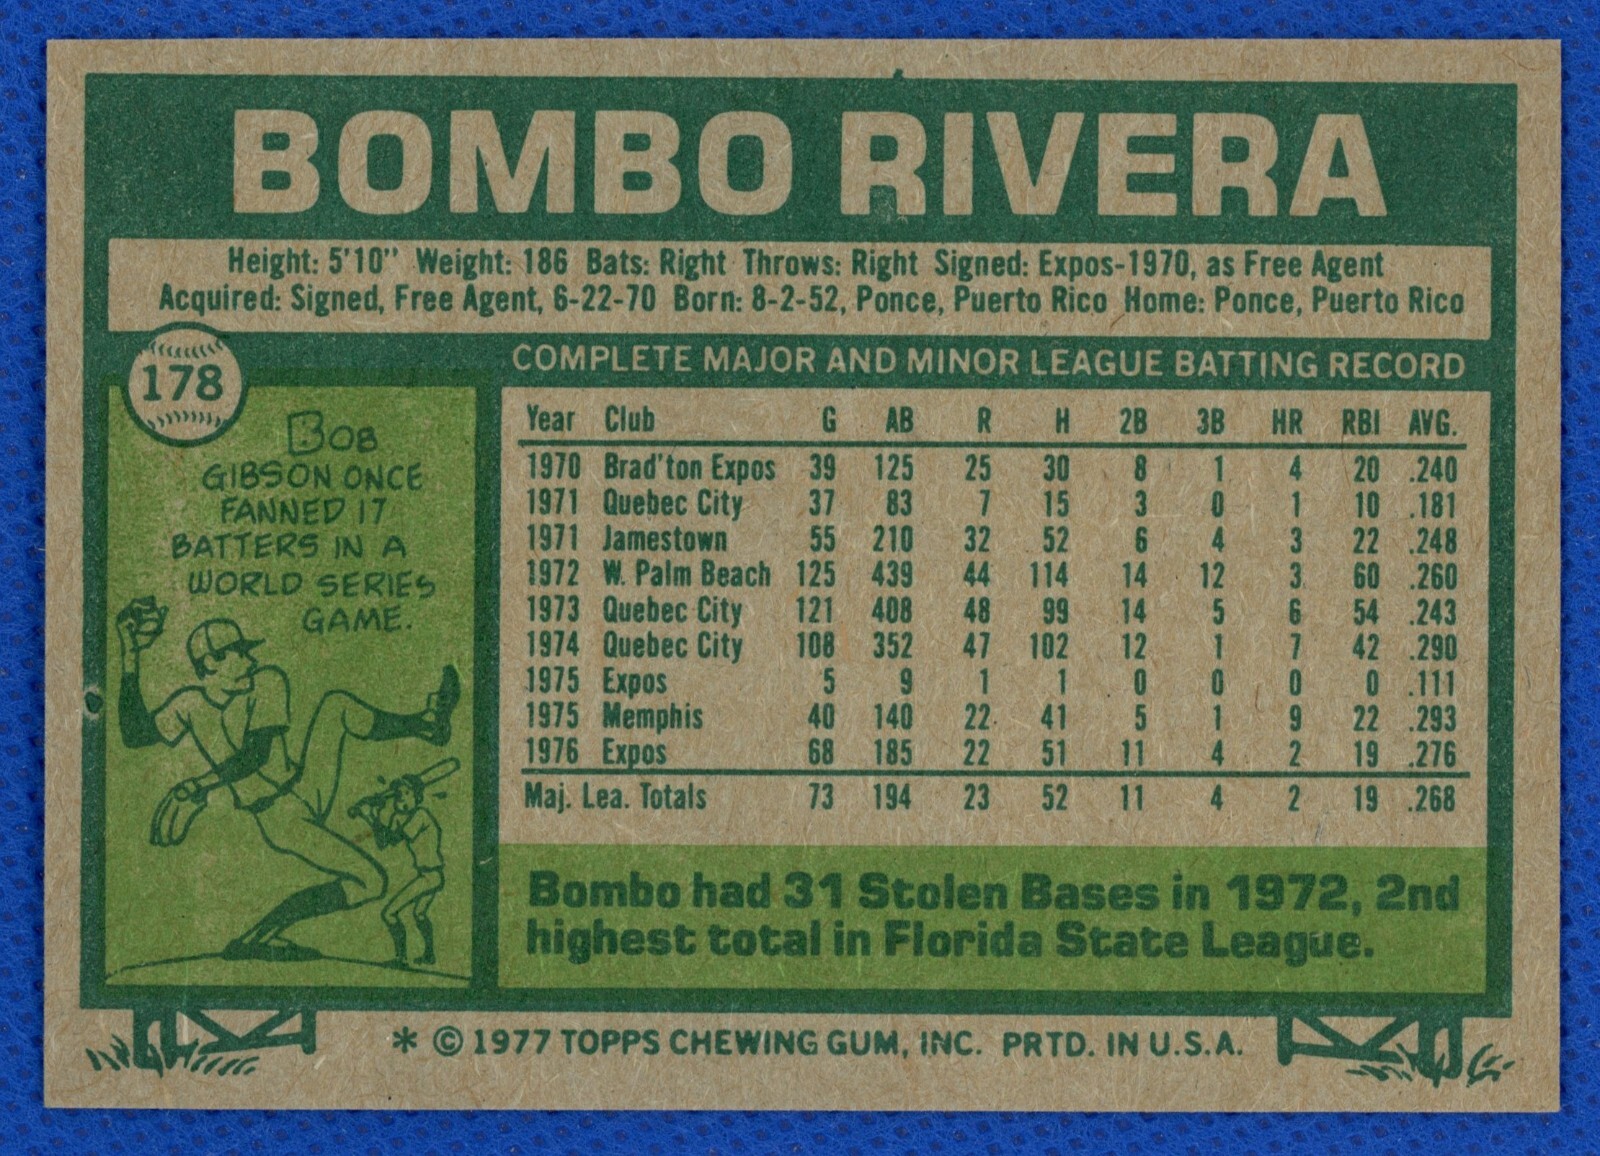 BOMBO RIVERA
Height: 5'10" Weight: 186 Bats: Right Throws: Right Signed: Expos-1970, as Free Agent
Acquired: Signed, Free Agent, 6-22-70 Born: 8-2-52, Ponce, Puerto Rico Home: Ponce, Puerto Rico
178
BOB
GIBSON ONCE
FANNED 17
BATTERS IN A
WORLD SERIES
GAME.
COMPLETE MAJOR AND MINOR LEAGUE BATTING RECORD
Year Club G AB R H 2B 3B HR RBI AVG.
1970 Brad'ton Expos 39 125 25 30 8 1 4 20 .240
1971 Quebec City 37 83 7 15 3 0 1 10 .181
1971 Jamestown 55 210 32 52 6 4 3 22 .248
1972 W. Palm Beach 125 439 44 114 14 12 3 60 .260
1973 Quebec City 121 408 48 99 14 5 6 54 .243
1974 Quebec City 108 352 47 102 12 1 7 42 .290
1975 Expos 5 9 1 1 0 0 0 0 .111
1975 Memphis 40 140 22 41 5 1 9 22 .293
1976 Expos 68 185 22 51 11 4 2 19 .276
Maj. Lea. Totals 73 194 23 52 11 4 2 19 .268
Bombo had 31 Stolen Bases in 1972, 2nd
highest total in Florida State League.
* © 1977 TOPPS CHEWING GUM, INC. PRTD. IN U.S.A.